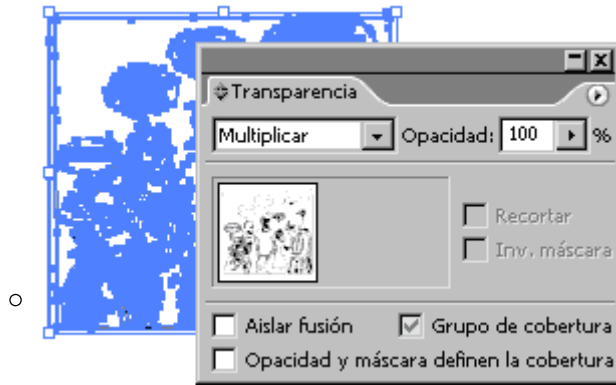 Transparencia
Multiplicar Opacidad: 100 %
Recortar
Inv. máscara
Aislar fusión Grupo de cobertura
Opacidad y máscara definen la cobertura